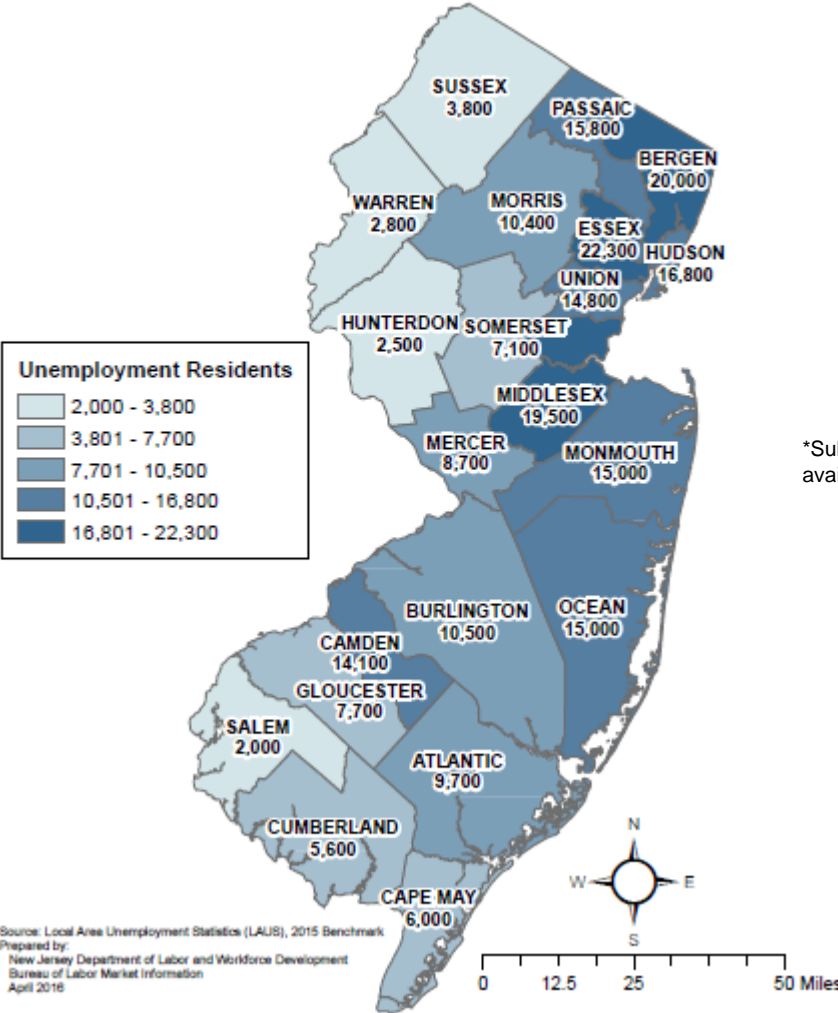 SUSSEX
3,800
PASSAIC
15,800
BERGEN
20,000
WARREN
2,800
MORRIS
10,400
ESSEX
22,300
HUDSON
16,800
UNION
14,800
HUNTERDON
2,500
SOMERSET
7,100
Unemployment Residents
2,000 - 3,800
3,801 - 7,700
7,701 - 10,500
10,501 - 16,800
16,801 - 22,300
MIDDLESEX
19,500
MERCER
8,700
MONMOUTH
15,000
*Su
ava
BURLINGTON
10,500
OCEAN
15,000
CAMDEN
14,100
GLOUCESTER
7,700
SALEM
2,000
ATLANTIC
9,700
CUMBERLAND
5,600
CAPE MAY
6,000
N
W
E
S
Source: Local Area Unemployment Statistics (LAUS), 2015 Benchmark
Prepared by:
New Jersey Department of Labor and Workforce Development
Bureau of Labor Market Information
April 2016
0 12.5 25 50 Miles